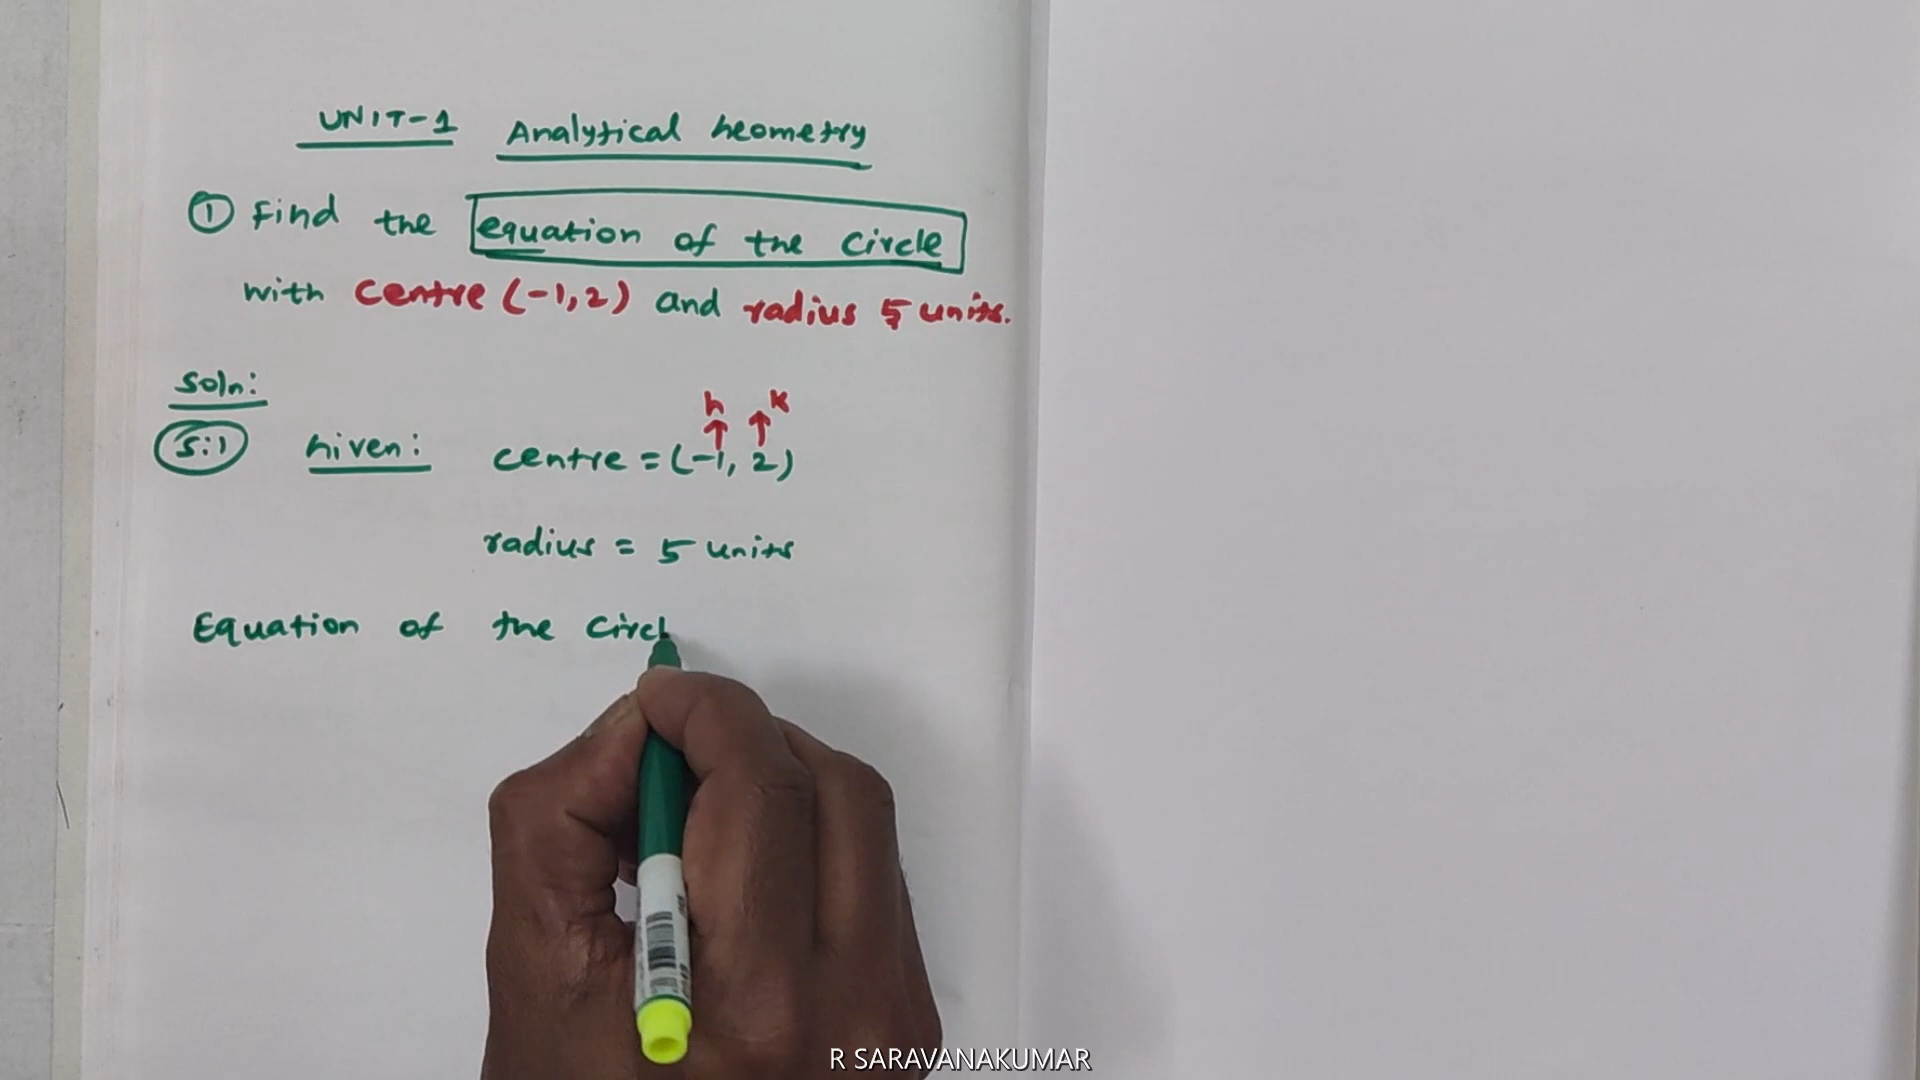 UNIT-1 Analytical Geometry
① Find the equation of the circle
with centre (-1,2) and radius 5 units.
Soln:
h k
S:1 Given: centre = (-1, 2)
radius = 5 units
Equation of the Circl
R SARAVANAKUMAR